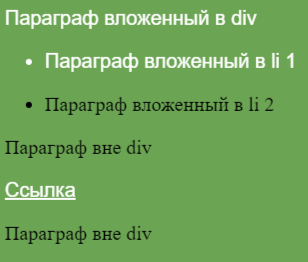 Параграф вложенный в div
Параграф вложенный в li 1
Параграф вложенный в li 2
Параграф вне div
Ссылка
Параграф вне div